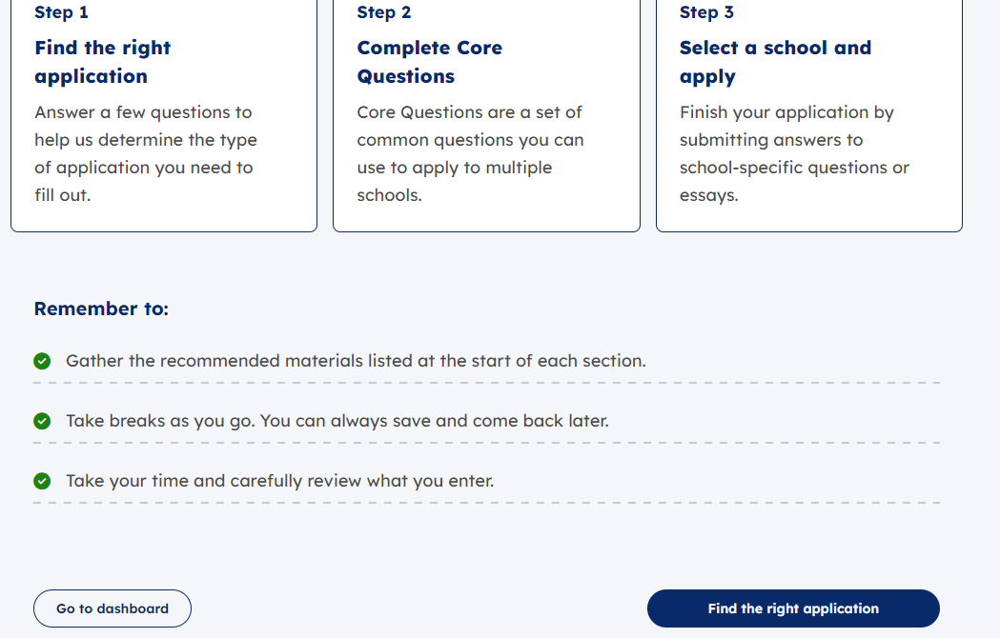 Step 1
Find the right
application
Answer a few questions to
help us determine the type
of application you need to
fill out.
Step 2
Complete Core
Questions
Core Questions are a set of
common questions you can
use to apply to multiple
schools.
Step 3
Select a school and
apply
Finish your application by
submitting answers to
school-specific questions or
essays.
Remember to:
Gather the recommended materials listed at the start of each section.
Take breaks as you go. You can always save and come back later.
Take your time and carefully review what you enter.
Go to dashboard
Find the right application